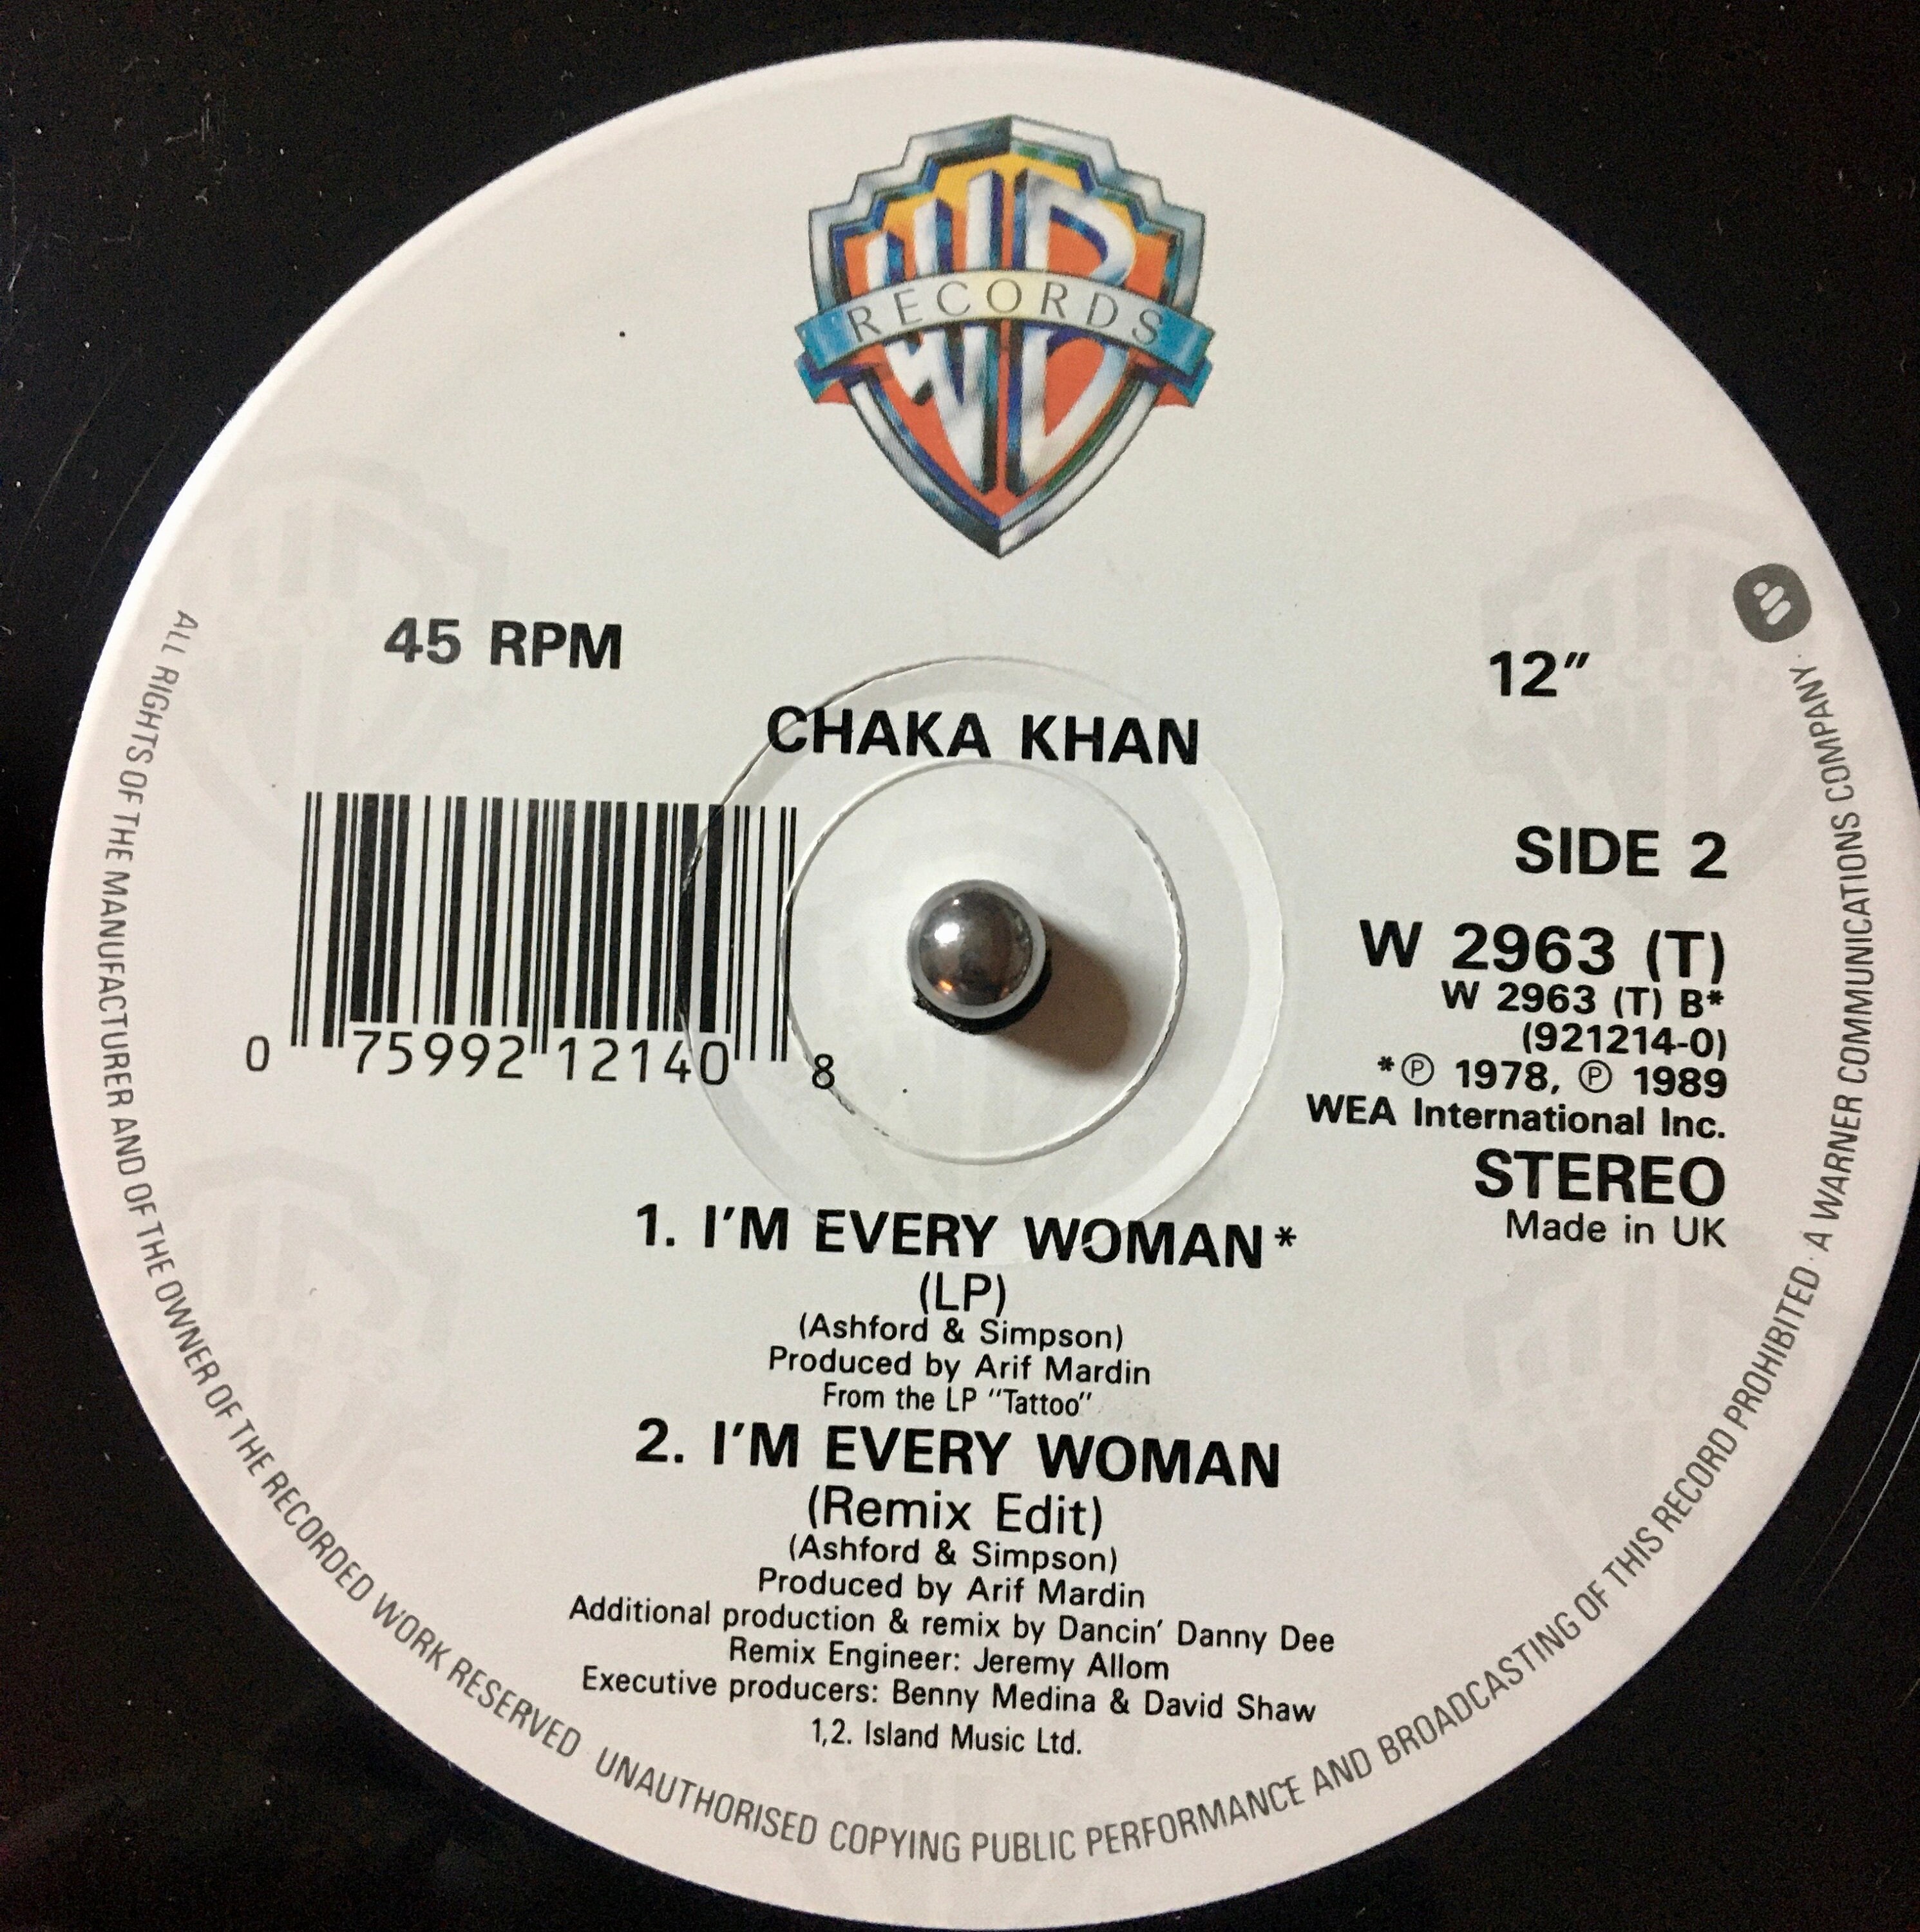 WB
RECORDS
45 RPM
12″
CHAKA KHAN
0 75992 12140 8
SIDE 2
W 2963 (T)
W 2963 (T) B*
(921214-0)
*Ⓟ 1978, Ⓟ 1989
WEA International Inc.
STEREO
Made in UK
1. I'M EVERY WOMAN*
(LP)
(Ashford & Simpson)
Produced by Arif Mardin
From the LP "Tattoo"
2. I'M EVERY WOMAN
(Remix Edit)
(Ashford & Simpson)
Produced by Arif Mardin
Additional production & remix by Dancin' Danny Dee
Remix Engineer: Jeremy Allom
Executive producers: Benny Medina & David Shaw
1,2. Island Music Ltd.
ALL RIGHTS OF THE MANUFACTURER AND OF THE OWNER OF THE RECORDED WORK RESERVED UNAUTHORISED COPYING PUBLIC PERFORMANCE AND BROADCASTING OF THIS RECORD PROHIBITED · A WARNER COMMUNICATIONS COMPANY ·